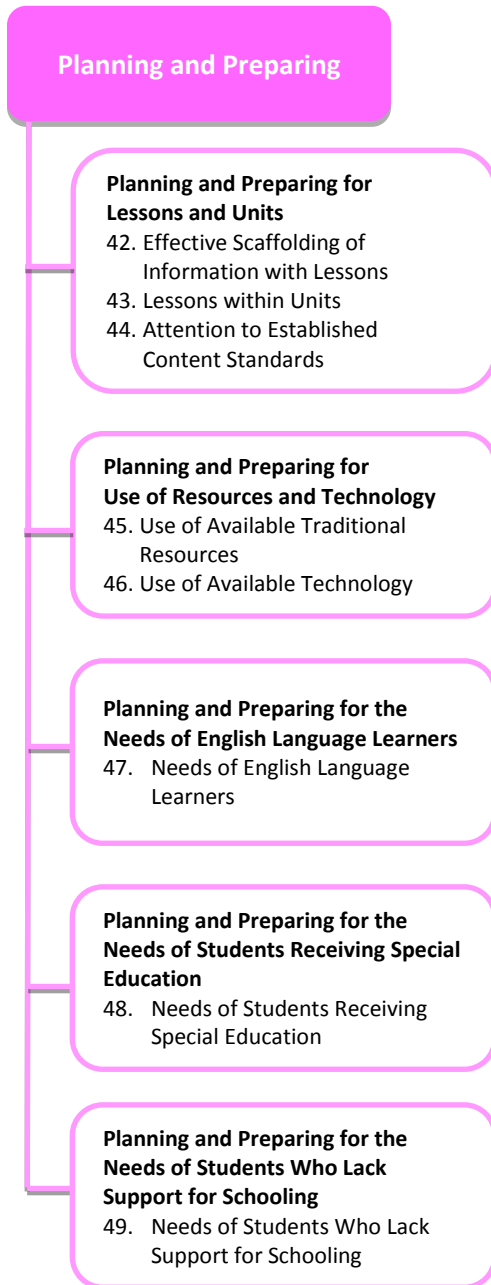 Planning and Preparing
Planning and Preparing for
Lessons and Units
42. Effective Scaffolding of
Information with Lessons
43. Lessons within Units
44. Attention to Established
Content Standards
Planning and Preparing for
Use of Resources and Technology
45. Use of Available Traditional
Resources
46. Use of Available Technology
Planning and Preparing for the
Needs of English Language Learners
47. Needs of English Language
Learners
Planning and Preparing for the
Needs of Students Receiving Special
Education
48. Needs of Students Receiving
Special Education
Planning and Preparing for the
Needs of Students Who Lack
Support for Schooling
49. Needs of Students Who Lack
Support for Schooling